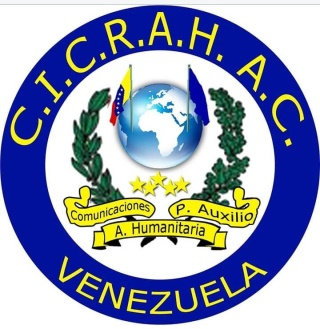 C.I.C.R.A.H. A.C.
Comunicaciones
P. Auxilio
A. Humanitaria
VENEZUELA